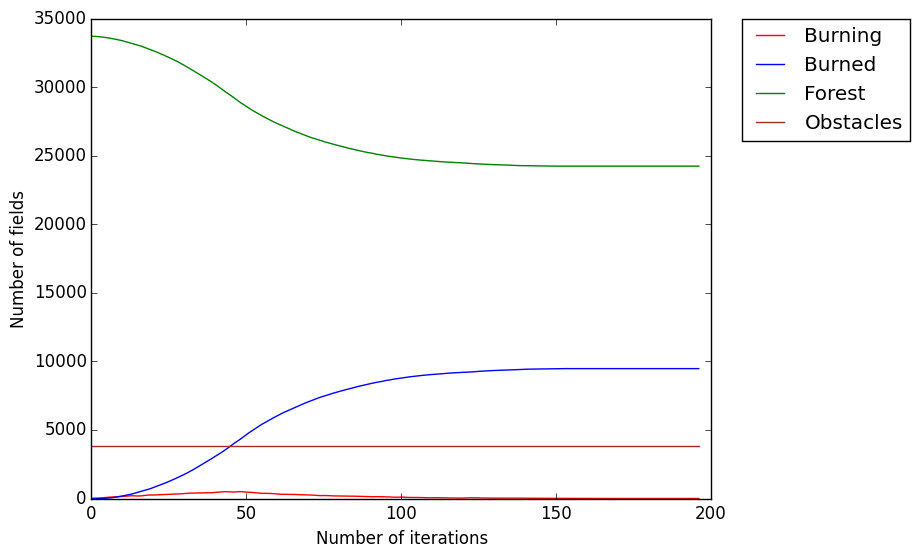 35000
30000
25000
20000
15000
10000
5000
0
Number of fields
0 50 100 150 200
Number of iterations
Burning
Burned
Forest
Obstacles